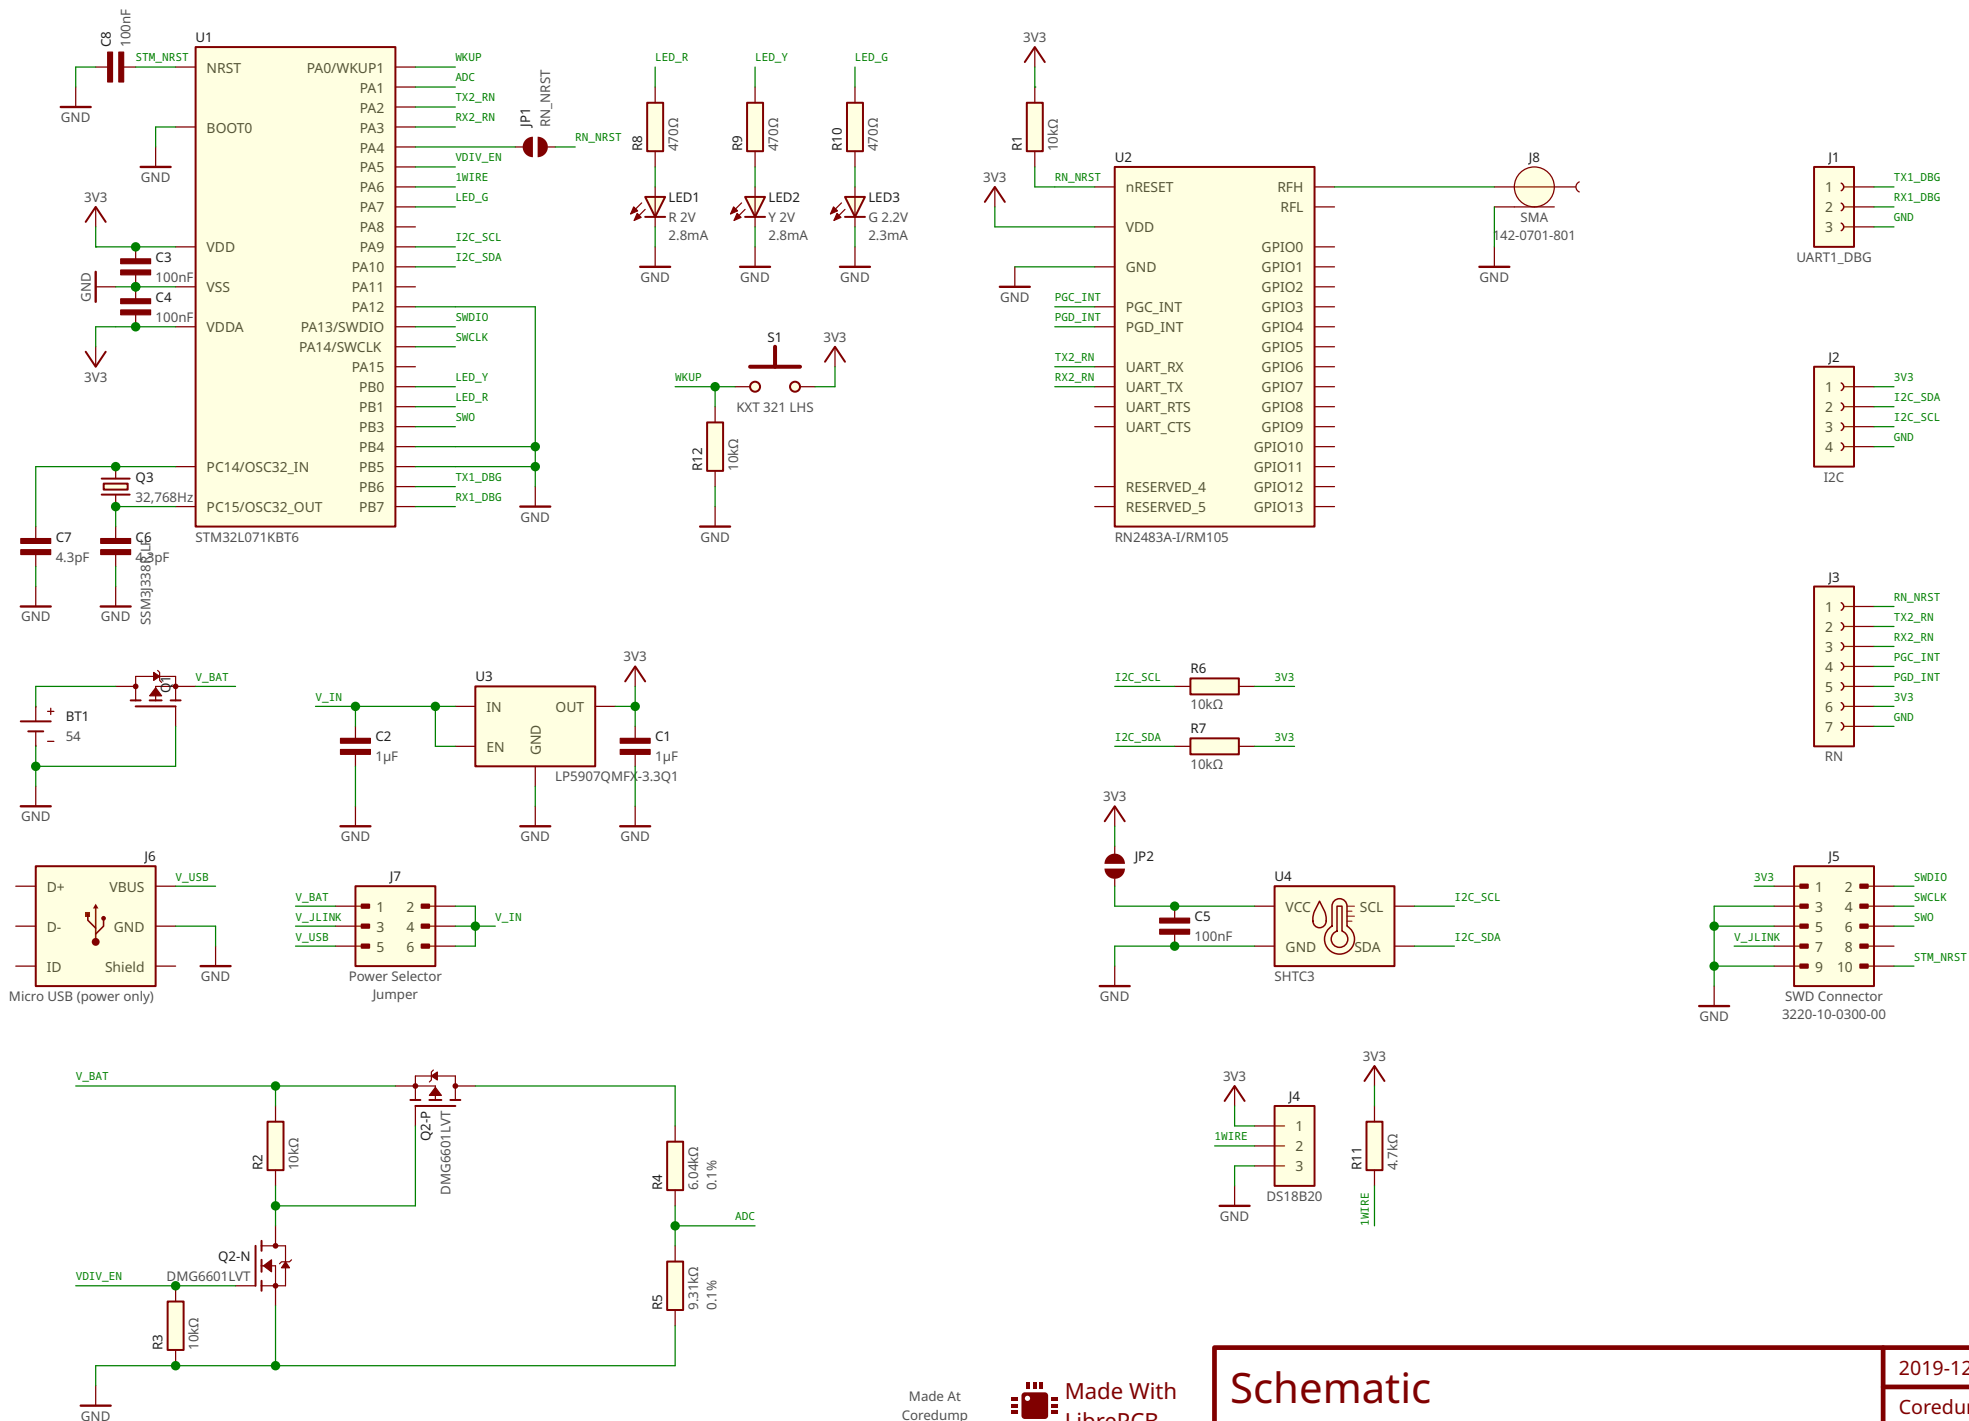 C8
100nF
STM_NRST
GND
U1
NRST
BOOT0
VDD
VSS
VDDA
PC14/OSC32_IN
PC15/OSC32_OUT
PA0/WKUP1
PA1
PA2
PA3
PA4
PA5
PA6
PA7
PA8
PA9
PA10
PA11
PA12
PA13/SWDIO
PA14/SWCLK
PA15
PB0
PB1
PB3
PB4
PB5
PB6
PB7
STM32L071KBT6
WKUP
ADC
TX2_RN
RX2_RN
VDIV_EN
1WIRE
LED_G
I2C_SCL
I2C_SDA
SWDIO
SWCLK
LED_Y
LED_R
SWO
TX1_DBG
RX1_DBG
GND
JP1
RN_NRST
RN_NRST
GND
3V3
C3
100nF
GND
C4
100nF
3V3
Q3
32,768Hz
C7
4.3pF
C6
4.3pF
GND
GND
LED_R
R8
470Ω
LED1
R 2V
2.8mA
GND
LED_Y
R9
470Ω
LED2
Y 2V
2.8mA
GND
LED_G
R10
470Ω
LED3
G 2.2V
2.3mA
GND
S1
3V3
WKUP
KXT 321 LHS
R12
10kΩ
GND
3V3
R1
10kΩ
3V3
RN_NRST
GND
PGC_INT
PGD_INT
TX2_RN
RX2_RN
U2
nRESET
VDD
GND
PGC_INT
PGD_INT
UART_RX
UART_TX
UART_RTS
UART_CTS
RESERVED_4
RESERVED_5
RFH
RFL
GPIO0
GPIO1
GPIO2
GPIO3
GPIO4
GPIO5
GPIO6
GPIO7
GPIO8
GPIO9
GPIO10
GPIO11
GPIO12
GPIO13
RN2483A-I/RM105
J8
SMA
142-0701-801
GND
J1
1
2
3
TX1_DBG
RX1_DBG
GND
UART1_DBG
J2
1
2
3
4
3V3
I2C_SDA
I2C_SCL
GND
I2C
J3
1
2
3
4
5
6
7
RN_NRST
TX2_RN
RX2_RN
PGC_INT
PGD_INT
3V3
GND
RN
Q1
V_BAT
BT1
54
+
−
GND
V_IN
C2
1µF
GND
U3
IN
EN
OUT
GND
LP5907QMFX-3.3Q1
GND
3V3
C1
1µF
GND
I2C_SCL
R6
10kΩ
3V3
I2C_SDA
R7
10kΩ
3V3
J6
D+
D-
ID
VBUS
GND
Shield
V_USB
GND
Micro USB (power only)
J7
V_BAT
V_JLINK
V_USB
1 2
3 4
5 6
V_IN
Power Selector
Jumper
3V3
JP2
C5
100nF
GND
U4
VCC
GND
SCL
SDA
I2C_SCL
I2C_SDA
SHTC3
J5
3V3
V_JLINK
1 2
3 4
5 6
7 8
9 10
SWDIO
SWCLK
SWO
STM_NRST
GND
SWD Connector
3220-10-0300-00
V_BAT
R2
10kΩ
Q2-P
DMG6601LVT
R4
6.04kΩ
0.1%
ADC
R5
9.31kΩ
0.1%
Q2-N
DMG6601LVT
VDIV_EN
R3
10kΩ
GND
3V3
J4
1WIRE
1
2
3
DS18B20
GND
3V3
R11
4.7kΩ
1WIRE
Made At
Coredump
Made With
LibrePCB
Schematic
2019-12